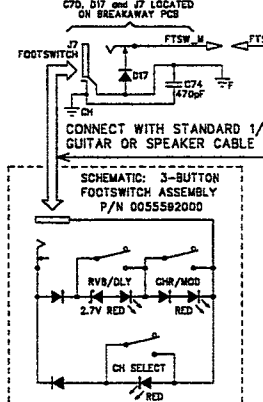 C70, D17 and J7 LOCATED
ON BREAKAWAY PCB
J7
FOOTSWITCH
FTSW_M
FTS
D17
C74
470pF
F
CH
CONNECT WITH STANDARD 1/
GUITAR OR SPEAKER CABLE
SCHEMATIC: 3-BUTTON
FOOTSWITCH ASSEMBLY
P/N 0055592000
RVB/DLY
CHR/MOD
2.7V RED
RED
CH SELECT
RED